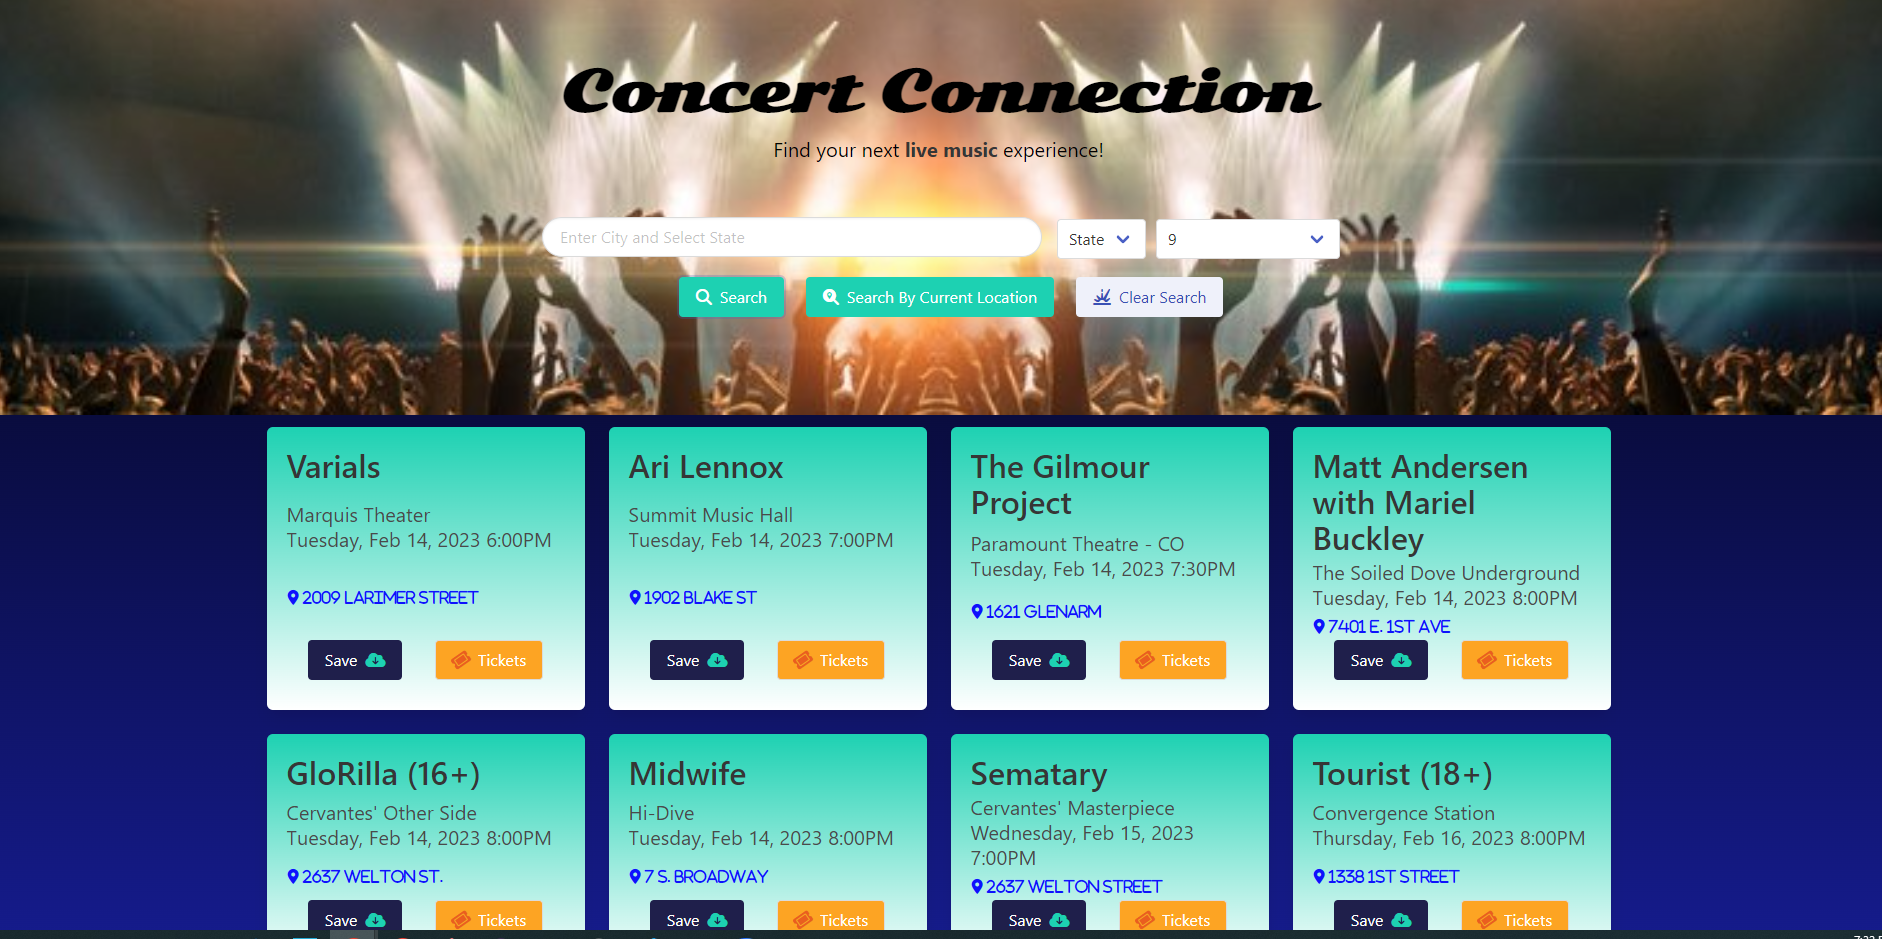 Concert Connection
Find your next live music experience!
Enter City and Select State
State
9
Search
Search By Current Location
Clear Search
Varials
Marquis Theater
Tuesday, Feb 14, 2023 6:00PM
2009 LARIMER STREET
Save
Tickets
Ari Lennox
Summit Music Hall
Tuesday, Feb 14, 2023 7:00PM
1902 BLAKE ST
Save
Tickets
The Gilmour
Project
Paramount Theatre - CO
Tuesday, Feb 14, 2023 7:30PM
1621 GLENARM
Save
Tickets
Matt Andersen
with Mariel
Buckley
The Soiled Dove Underground
Tuesday, Feb 14, 2023 8:00PM
7401 E. 1ST AVE
Save
Tickets
GloRilla (16+)
Cervantes' Other Side
Tuesday, Feb 14, 2023 8:00PM
2637 WELTON ST.
Save
Tickets
Midwife
Hi-Dive
Tuesday, Feb 14, 2023 8:00PM
7 S. BROADWAY
Save
Tickets
Sematary
Cervantes' Masterpiece
Wednesday, Feb 15, 2023
7:00PM
2637 WELTON STREET
Save
Tickets
Tourist (18+)
Convergence Station
Thursday, Feb 16, 2023 8:00PM
1338 1ST STREET
Save
Tickets